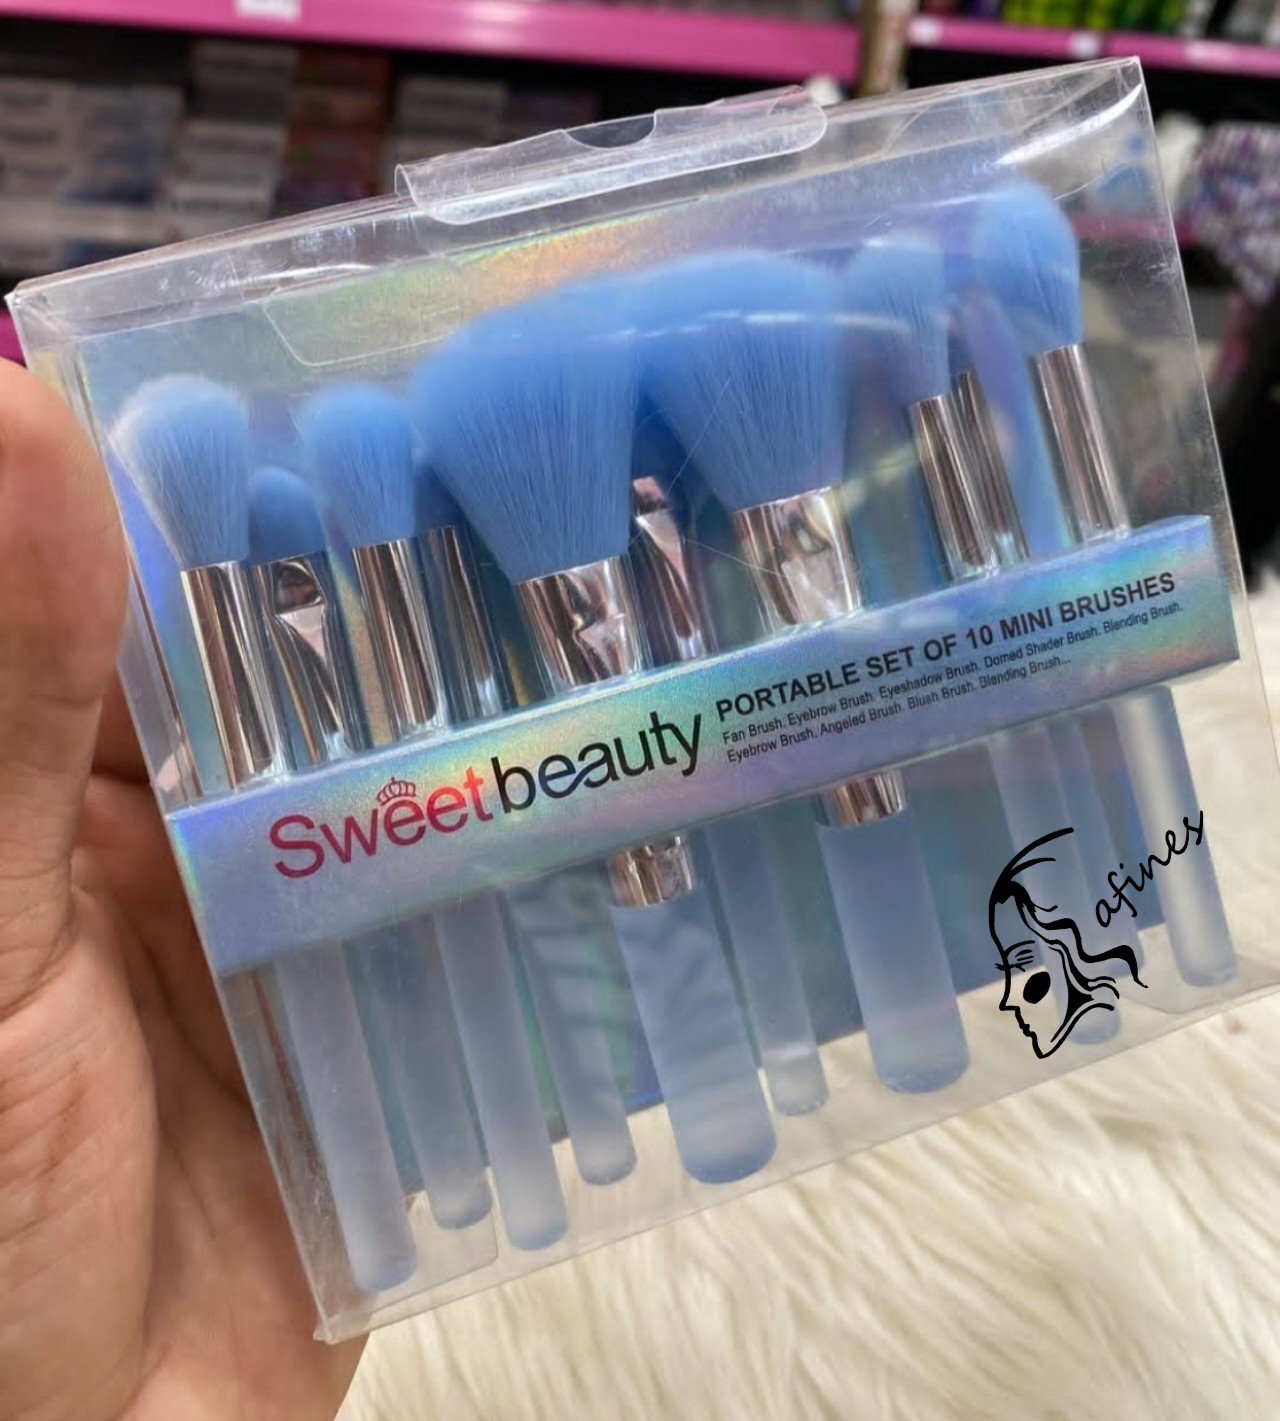 Sweetbeauty
PORTABLE SET OF 10 MINI BRUSHES
Fan Brush. Eyebrow Brush. Eyeshadow Brush. Domed Shader Brush. Blending Brush.
Eyebrow Brush. Angeled Brush. Blush Brush. Blending Brush...
afines